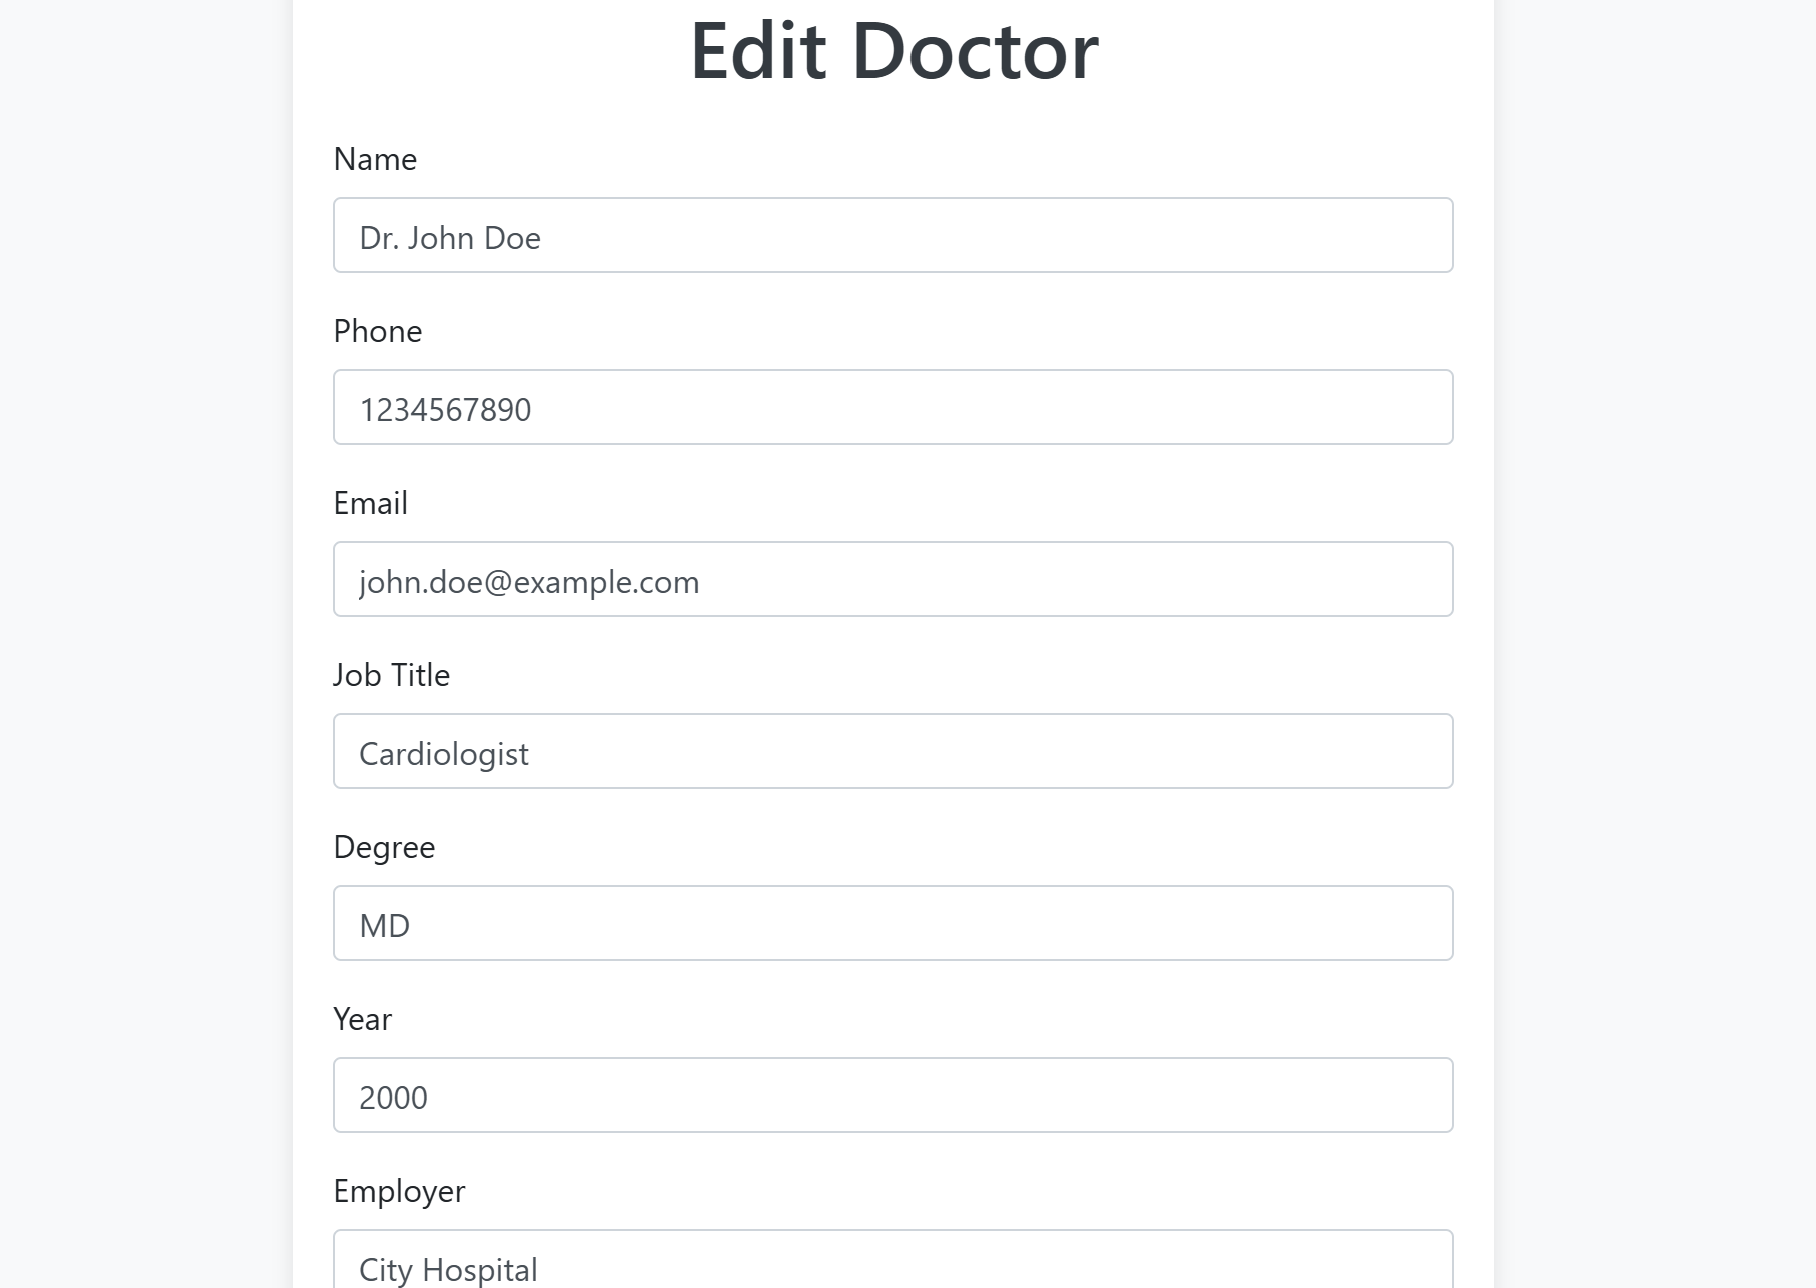 Edit Doctor
Name
Dr. John Doe
Phone
1234567890
Email
john.doe@example.com
Job Title
Cardiologist
Degree
MD
Year
2000
Employer
City Hospital